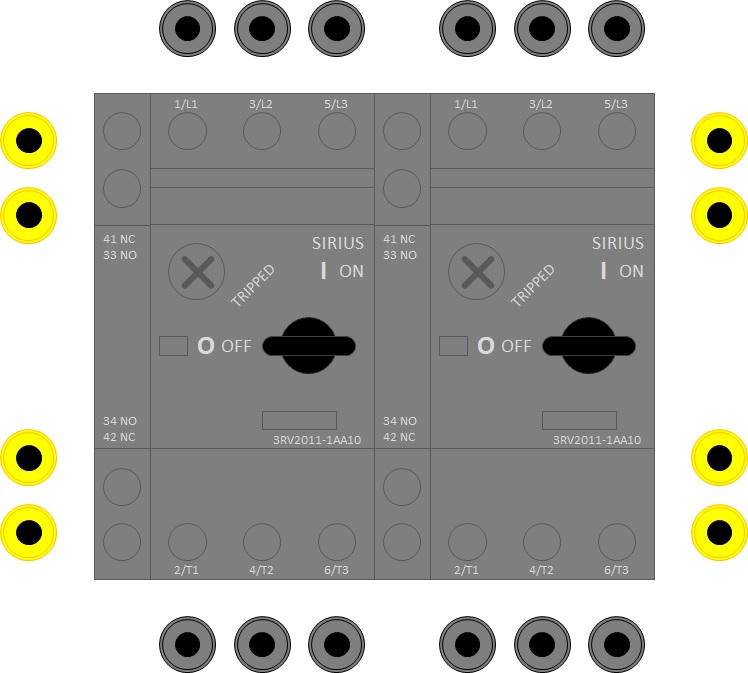 1/L1 3/L2 5/L3 1/L1 3/L2 5/L3
41 NC 41 NC
33 NO 33 NO
SIRIUS SIRIUS
I ON I ON
TRIPPED TRIPPED
O OFF O OFF
34 NO 34 NO
42 NC 42 NC
3RV2011-1AA10 3RV2011-1AA10
2/T1 4/T2 6/T3 2/T1 4/T2 6/T3